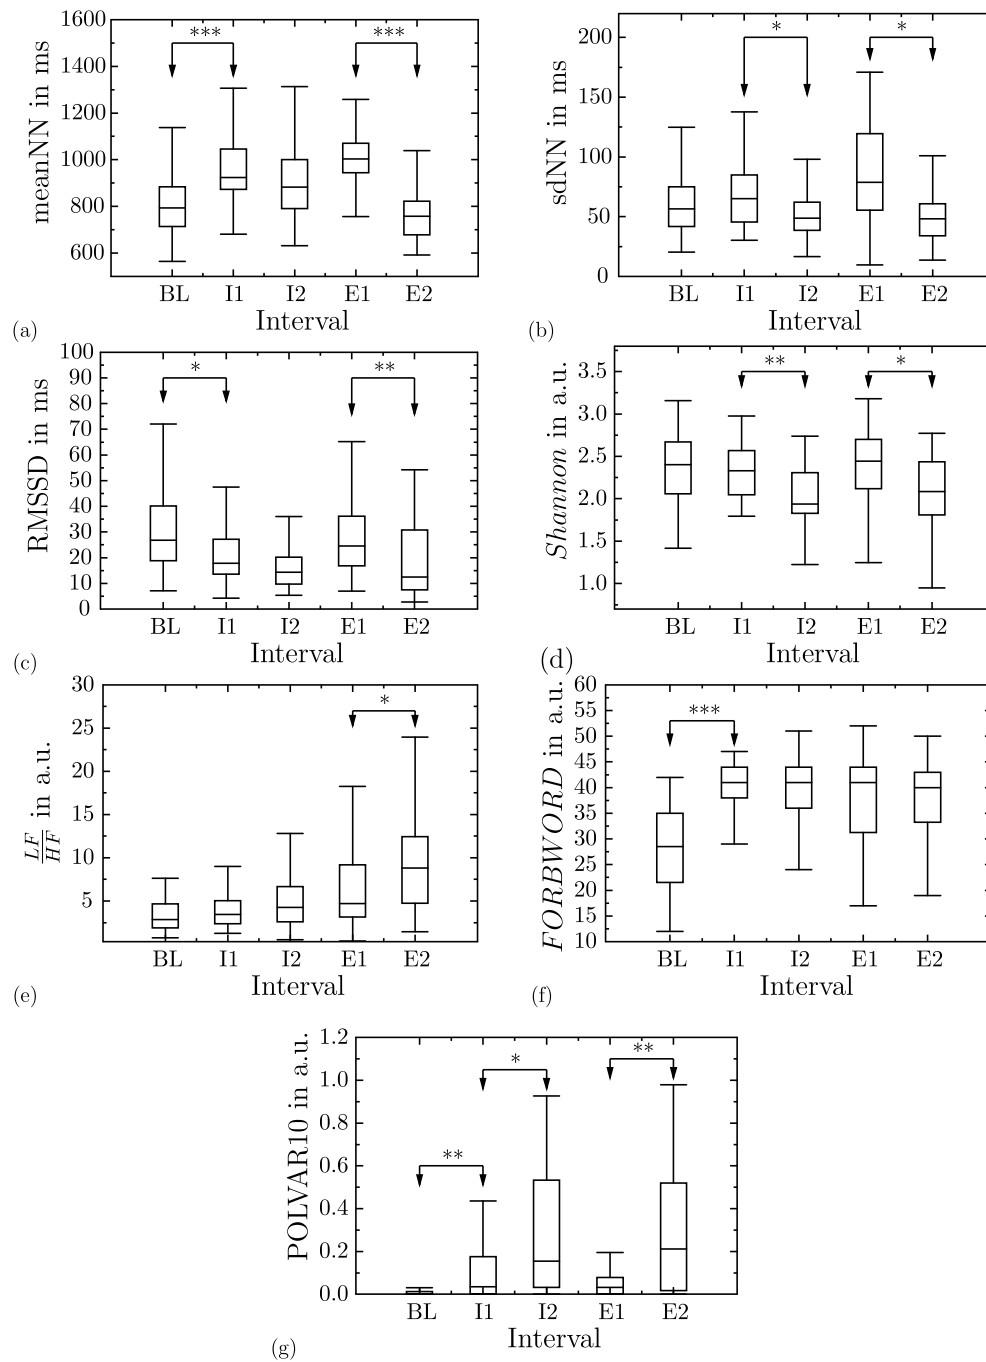 meanNN in ms
1600
1400
1200
1000
800
600
***
***
BL I1 I2 E1 E2
Interval
(a)
sdNN in ms
200
150
100
50
0
*
*
BL I1 I2 E1 E2
Interval
(b)
RMSSD in ms
100
90
80
70
60
50
40
30
20
10
0
*
**
BL I1 I2 E1 E2
Interval
(c)
Shannon in a.u.
3.5
3.0
2.5
2.0
1.5
1.0
**
*
BL I1 I2 E1 E2
Interval
(d)
LF/HF in a.u.
30
25
20
15
10
5
*
BL I1 I2 E1 E2
Interval
(e)
FORBWORD in a.u.
60
55
50
45
40
35
30
25
20
15
10
***
BL I1 I2 E1 E2
Interval
(f)
POLVAR10 in a.u.
1.2
1.0
0.8
0.6
0.4
0.2
0.0
**
*
**
BL I1 I2 E1 E2
Interval
(g)